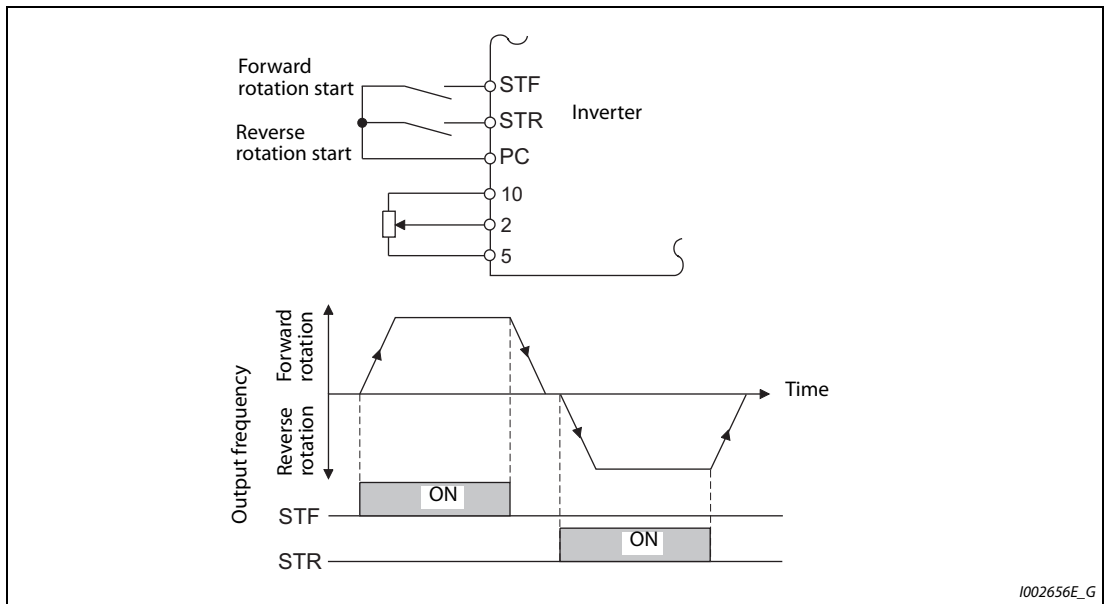 Forward
rotation start
STF
Inverter
STR
Reverse
rotation start
PC
10
2
5
Output frequency
Forward
rotation
Reverse
rotation
Time
ON
STF
ON
STR
I002656E_G